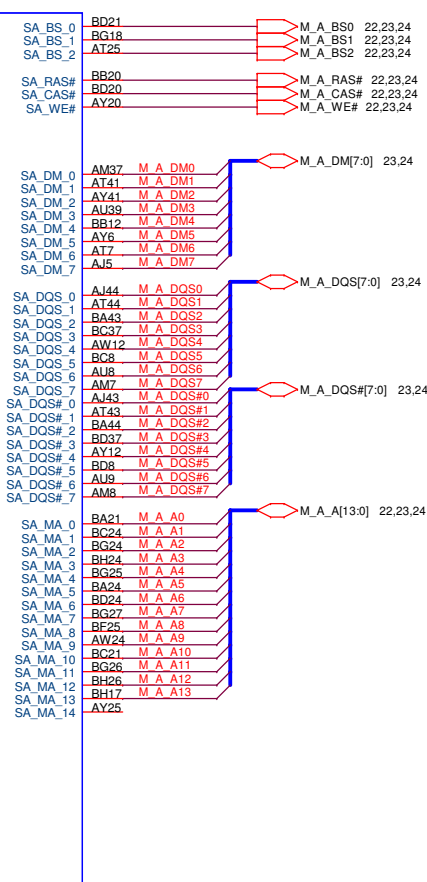 SA_BS_0 BD21 M_A_BS0 22,23,24
SA_BS_1 BG18 M_A_BS1 22,23,24
SA_BS_2 AT25 M_A_BS2 22,23,24
SA_RAS# BB20 M_A_RAS# 22,23,24
SA_CAS# BD20 M_A_CAS# 22,23,24
SA_WE# AY20 M_A_WE# 22,23,24
M_A_DM[7:0] 23,24
SA_DM_0 AM37 M_A_DM0
SA_DM_1 AT41 M_A_DM1
SA_DM_2 AY41 M_A_DM2
SA_DM_3 AU39 M_A_DM3
SA_DM_4 BB12 M_A_DM4
SA_DM_5 AY6 M_A_DM5
SA_DM_6 AT7 M_A_DM6
SA_DM_7 AJ5 M_A_DM7
M_A_DQS[7:0] 23,24
SA_DQS_0 AJ44 M_A_DQS0
SA_DQS_1 AT44 M_A_DQS1
SA_DQS_2 BA43 M_A_DQS2
SA_DQS_3 BC37 M_A_DQS3
SA_DQS_4 AW12 M_A_DQS4
SA_DQS_5 BC8 M_A_DQS5
SA_DQS_6 AU8 M_A_DQS6
SA_DQS_7 AM7 M_A_DQS7
M_A_DQS#[7:0] 23,24
SA_DQS#_0 AJ43 M_A_DQS#0
SA_DQS#_1 AT43 M_A_DQS#1
SA_DQS#_2 BA44 M_A_DQS#2
SA_DQS#_3 BD37 M_A_DQS#3
SA_DQS#_4 AY12 M_A_DQS#4
SA_DQS#_5 BD8 M_A_DQS#5
SA_DQS#_6 AU9 M_A_DQS#6
SA_DQS#_7 AM8 M_A_DQS#7
M_A_A[13:0] 22,23,24
SA_MA_0 BA21 M_A_A0
SA_MA_1 BC24 M_A_A1
SA_MA_2 BG24 M_A_A2
SA_MA_3 BH24 M_A_A3
SA_MA_4 BG25 M_A_A4
SA_MA_5 BA24 M_A_A5
SA_MA_6 BD24 M_A_A6
SA_MA_7 BG27 M_A_A7
SA_MA_8 BF25 M_A_A8
SA_MA_9 AW24 M_A_A9
SA_MA_10 BC21 M_A_A10
SA_MA_11 BG26 M_A_A11
SA_MA_12 BH26 M_A_A12
SA_MA_13 BH17 M_A_A13
SA_MA_14 AY25